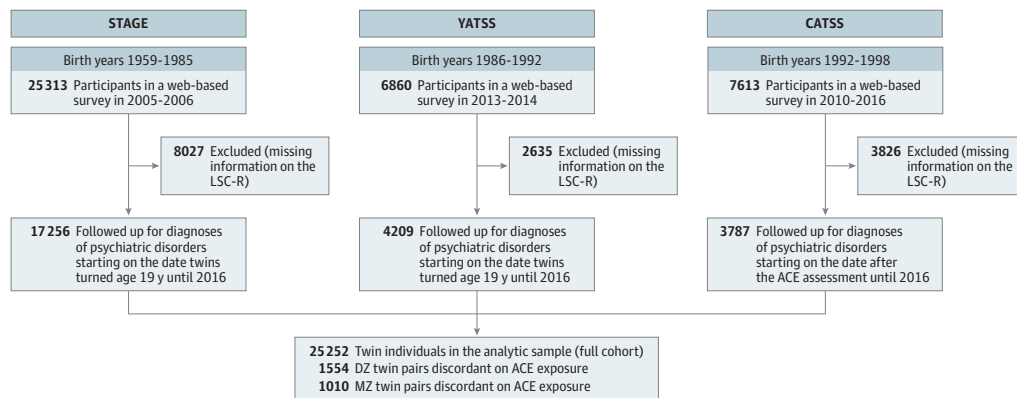 STAGE
Birth years 1959-1985
25 313 Participants in a web-based
survey in 2005-2006
8027 Excluded (missing
information on the
LSC-R)
17 256 Followed up for diagnoses
of psychiatric disorders
starting on the date twins
turned age 19 y until 2016
YATSS
Birth years 1986-1992
6860 Participants in a web-based
survey in 2013-2014
2635 Excluded (missing
information on the
LSC-R)
4209 Followed up for diagnoses
of psychiatric disorders
starting on the date twins
turned age 19 y until 2016
CATSS
Birth years 1992-1998
7613 Participants in a web-based
survey in 2010-2016
3826 Excluded (missing
information on the
LSC-R)
3787 Followed up for diagnoses
of psychiatric disorders
starting on the date after
the ACE assessment until 2016
25 252 Twin individuals in the analytic sample (full cohort)
1554 DZ twin pairs discordant on ACE exposure
1010 MZ twin pairs discordant on ACE exposure